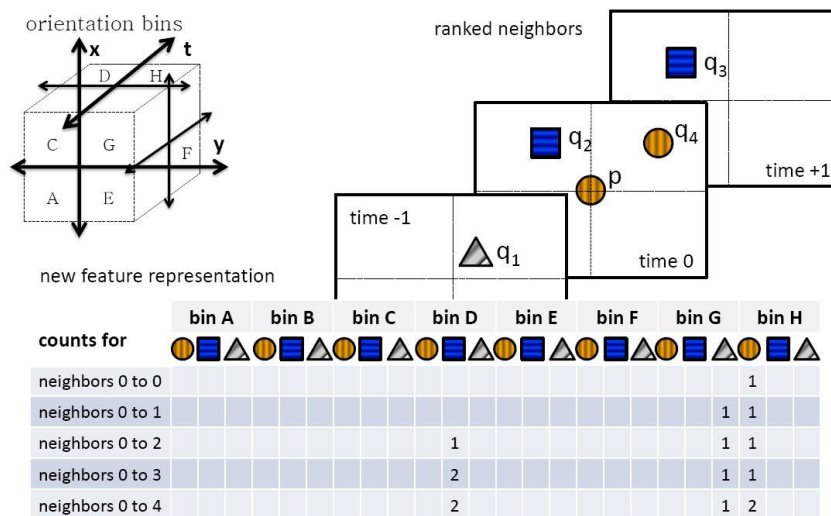 orientation bins
x
t
D
H
C
G
y
F
A
E
ranked neighbors
q3
q2
q4
p
time +1
time -1
q1
time 0
new feature representation
bin A bin B bin C bin D bin E bin F bin G bin H
counts for
neighbors 0 to 0 1
neighbors 0 to 1 1 1
neighbors 0 to 2 1 1 1
neighbors 0 to 3 2 1 1
neighbors 0 to 4 2 1 2